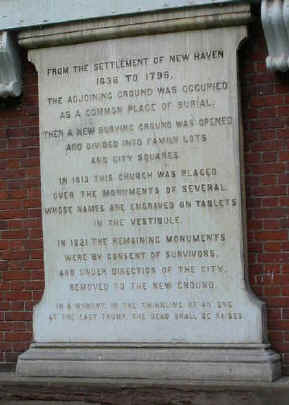 FROM THE SETTLEMENT OF NEW HAVEN
1638 TO 1796,
THE ADJOINING GROUND WAS OCCUPIED
AS A COMMON PLACE OF BURIAL.
THEN A NEW BURYING GROUND WAS OPENED
AND DIVIDED INTO FAMILY LOTS
AND CITY SQUARES.
IN 1813 THIS CHURCH WAS PLACED
OVER THE MONUMENTS OF SEVERAL
WHOSE NAMES ARE ENGRAVED ON TABLETS
IN THE VESTIBULE.
IN 1821 THE REMAINING MONUMENTS
WERE BY CONSENT OF SURVIVORS,
AND UNDER DIRECTION OF THE CITY,
REMOVED TO THE NEW GROUND.
IN A MOMENT, IN THE TWINKLING OF AN EYE
AT THE LAST TRUMP, THE DEAD SHALL BE RAISED.